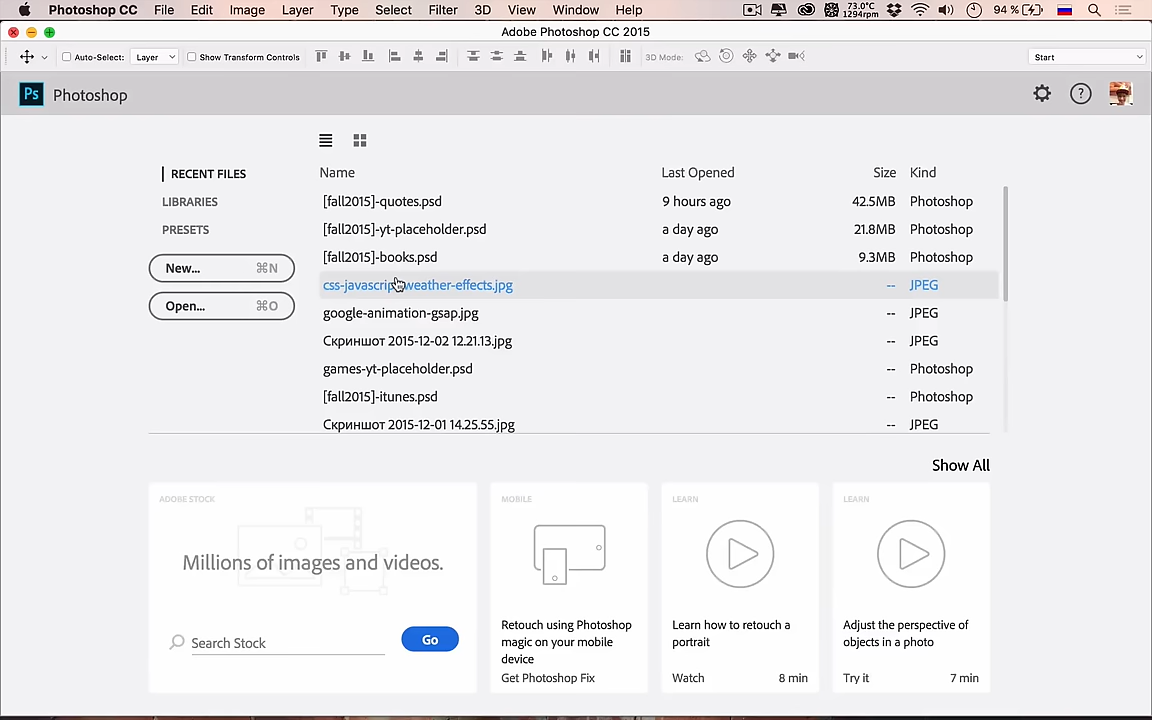 Photoshop CC File Edit Image Layer Type Select Filter 3D View Window Help 73.0°C 1294rpm 94 %
Adobe Photoshop CC 2015
Auto-Select: Layer Show Transform Controls 3D Mode: Start
Ps Photoshop ?
RECENT FILES
LIBRARIES
PRESETS
New... ⌘N
Open... ⌘O
Name Last Opened Size Kind
[fall2015]-quotes.psd 9 hours ago 42.5MB Photoshop
[fall2015]-yt-placeholder.psd a day ago 21.8MB Photoshop
[fall2015]-books.psd a day ago 9.3MB Photoshop
css-javascript-weather-effects.jpg -- JPEG
google-animation-gsap.jpg -- JPEG
Скриншот 2015-12-02 12.21.13.jpg -- JPEG
games-yt-placeholder.psd -- Photoshop
[fall2015]-itunes.psd -- Photoshop
Скриншот 2015-12-01 14.25.55.jpg -- JPEG
Show All
ADOBE STOCK
Millions of images and videos.
Search Stock Go
MOBILE
Retouch using Photoshop
magic on your mobile
device
Get Photoshop Fix
LEARN
Learn how to retouch a
portrait
Watch 8 min
LEARN
Adjust the perspective of
objects in a photo
Try it 7 min